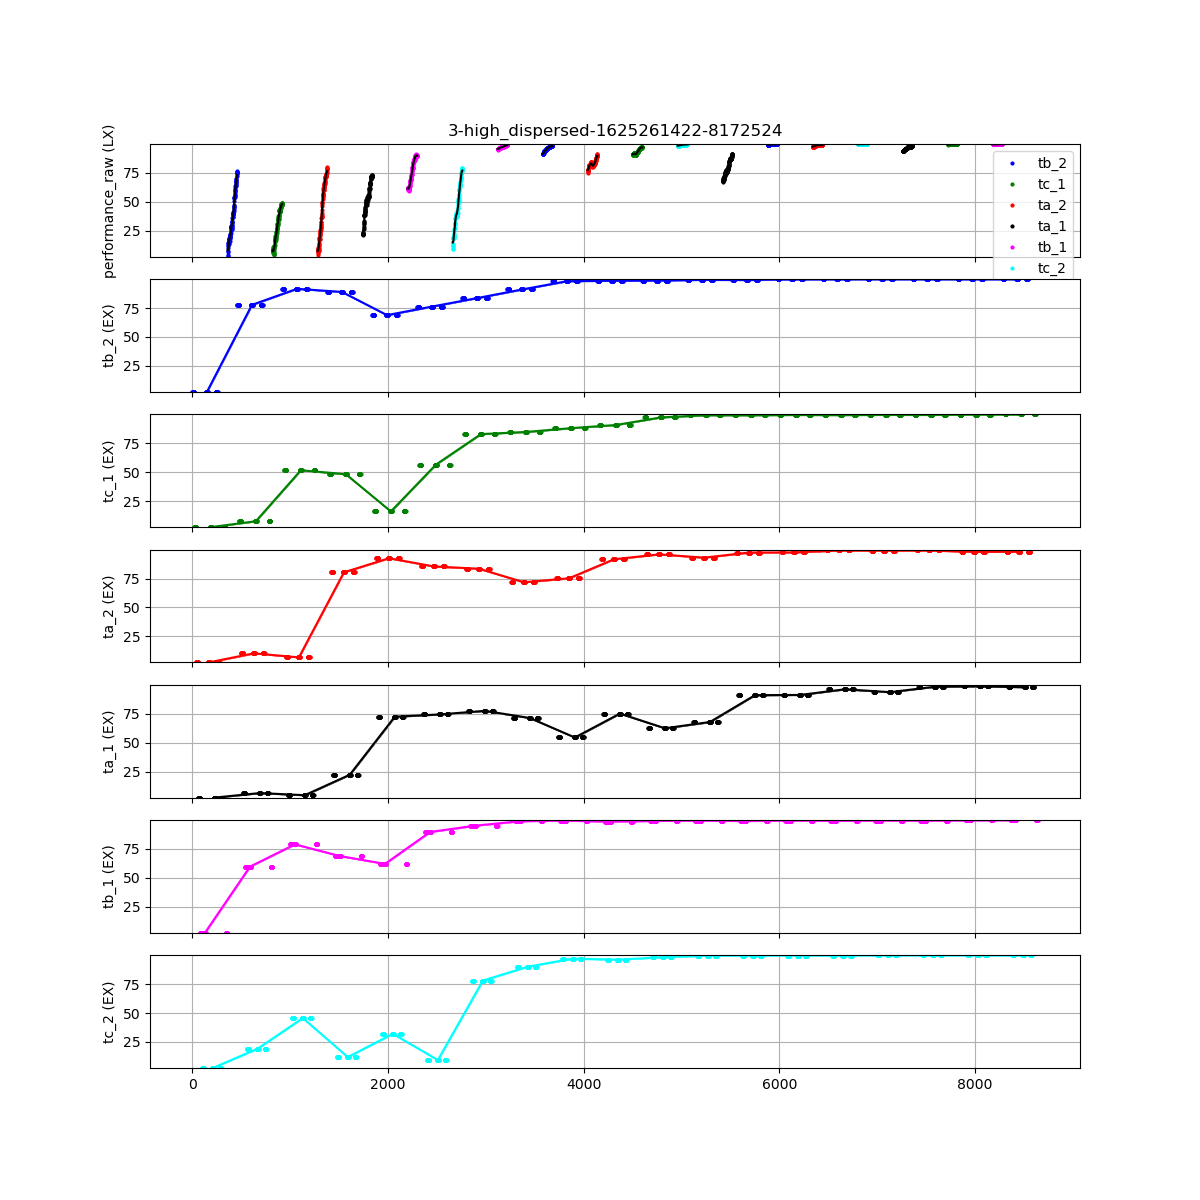 3-high_dispersed-1625261422-8172524
performance_raw (LX)
75
50
25
tb_2
tc_1
ta_2
ta_1
tb_1
tc_2
tb_2 (EX)
75
50
25
tc_1 (EX)
75
50
25
ta_2 (EX)
75
50
25
ta_1 (EX)
75
50
25
tb_1 (EX)
75
50
25
tc_2 (EX)
75
50
25
0 2000 4000 6000 8000